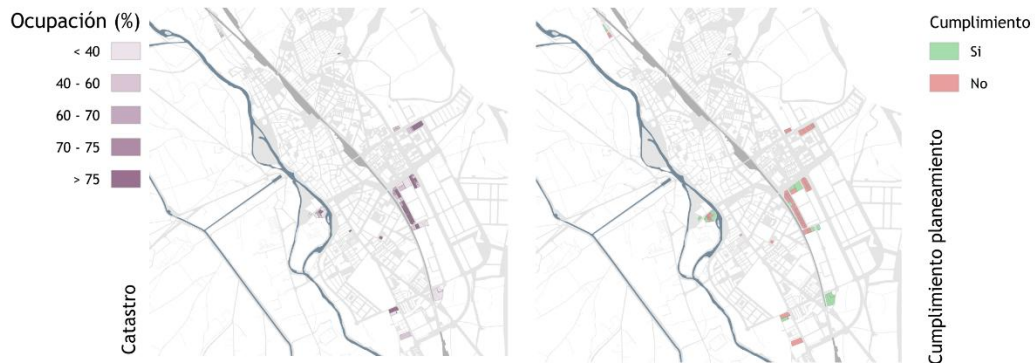 Ocupación (%)
< 40
40 - 60
60 - 70
70 - 75
> 75
Catastro
Cumplimiento
Si
No
Cumplimiento planeamiento